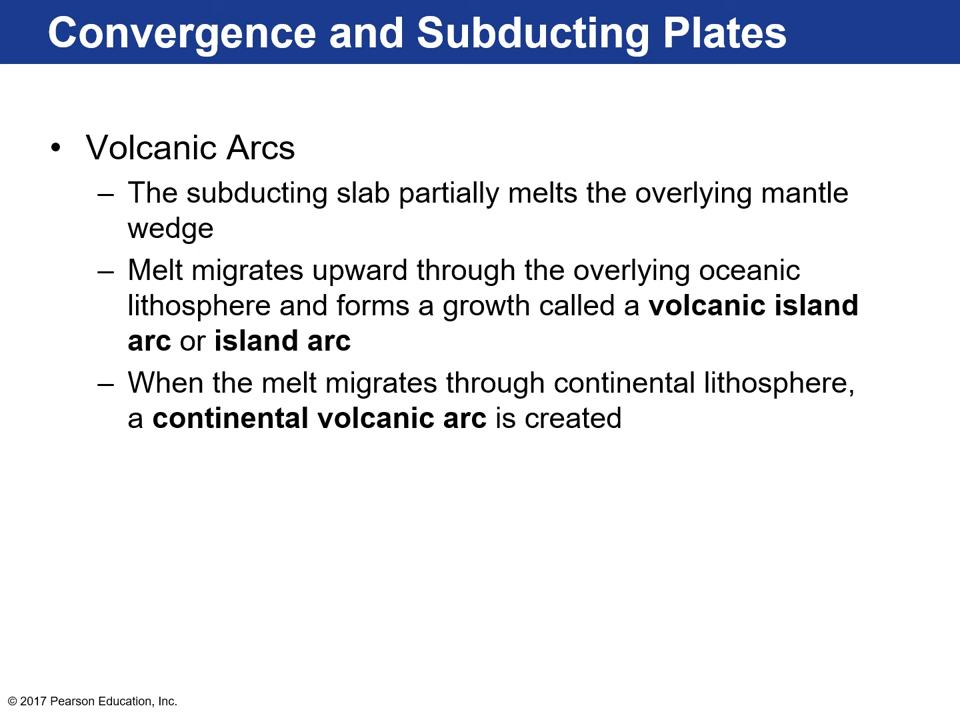 Convergence and Subducting Plates
• Volcanic Arcs
– The subducting slab partially melts the overlying mantle
wedge
– Melt migrates upward through the overlying oceanic
lithosphere and forms a growth called a volcanic island
arc or island arc
– When the melt migrates through continental lithosphere,
a continental volcanic arc is created
© 2017 Pearson Education, Inc.